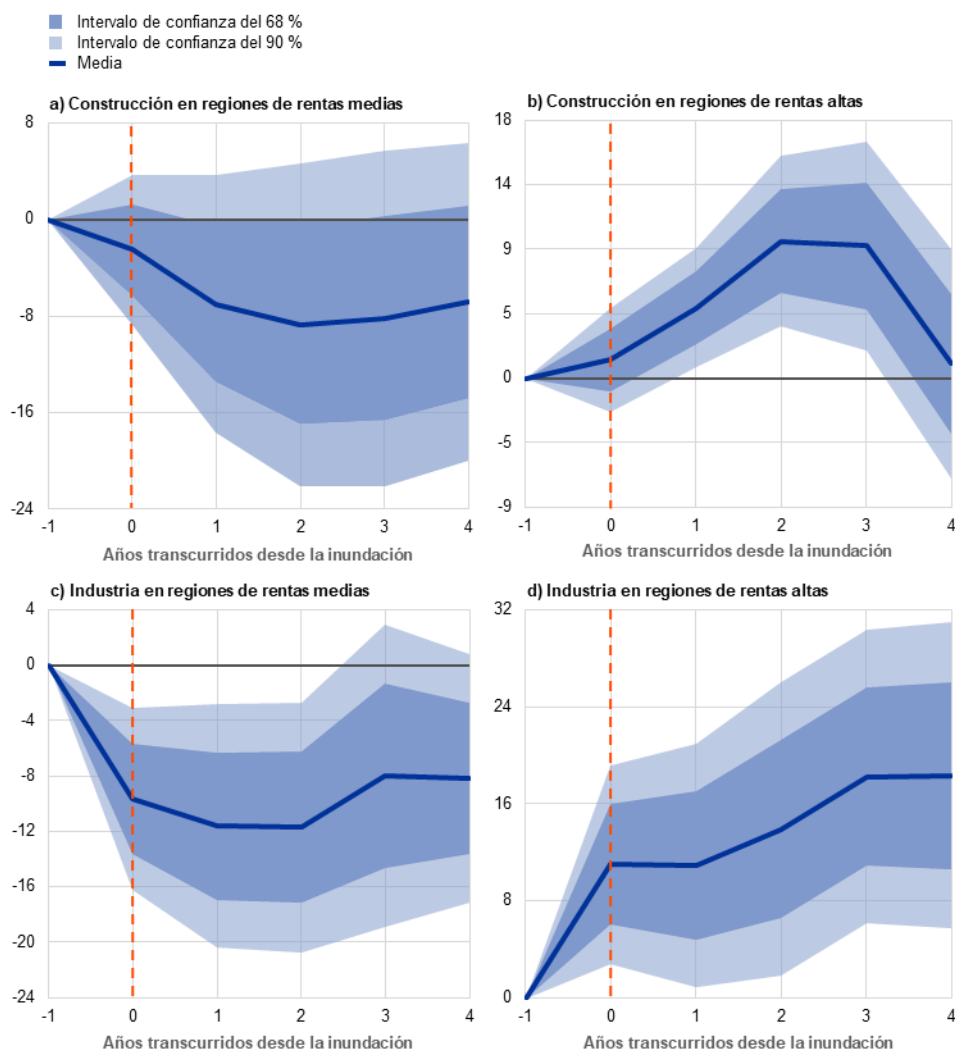 Intervalo de confianza del 68 %
Intervalo de confianza del 90 %
Media
a) Construcción en regiones de rentas medias
8
0
-8
-16
-24
-1 0 1 2 3 4
Años transcurridos desde la inundación
b) Construcción en regiones de rentas altas
18
14
9
5
0
-5
-9
-1 0 1 2 3 4
Años transcurridos desde la inundación
c) Industria en regiones de rentas medias
4
0
-4
-8
-12
-16
-20
-24
-1 0 1 2 3 4
Años transcurridos desde la inundación
d) Industria en regiones de rentas altas
32
24
16
8
0
-1 0 1 2 3 4
Años transcurridos desde la inundación